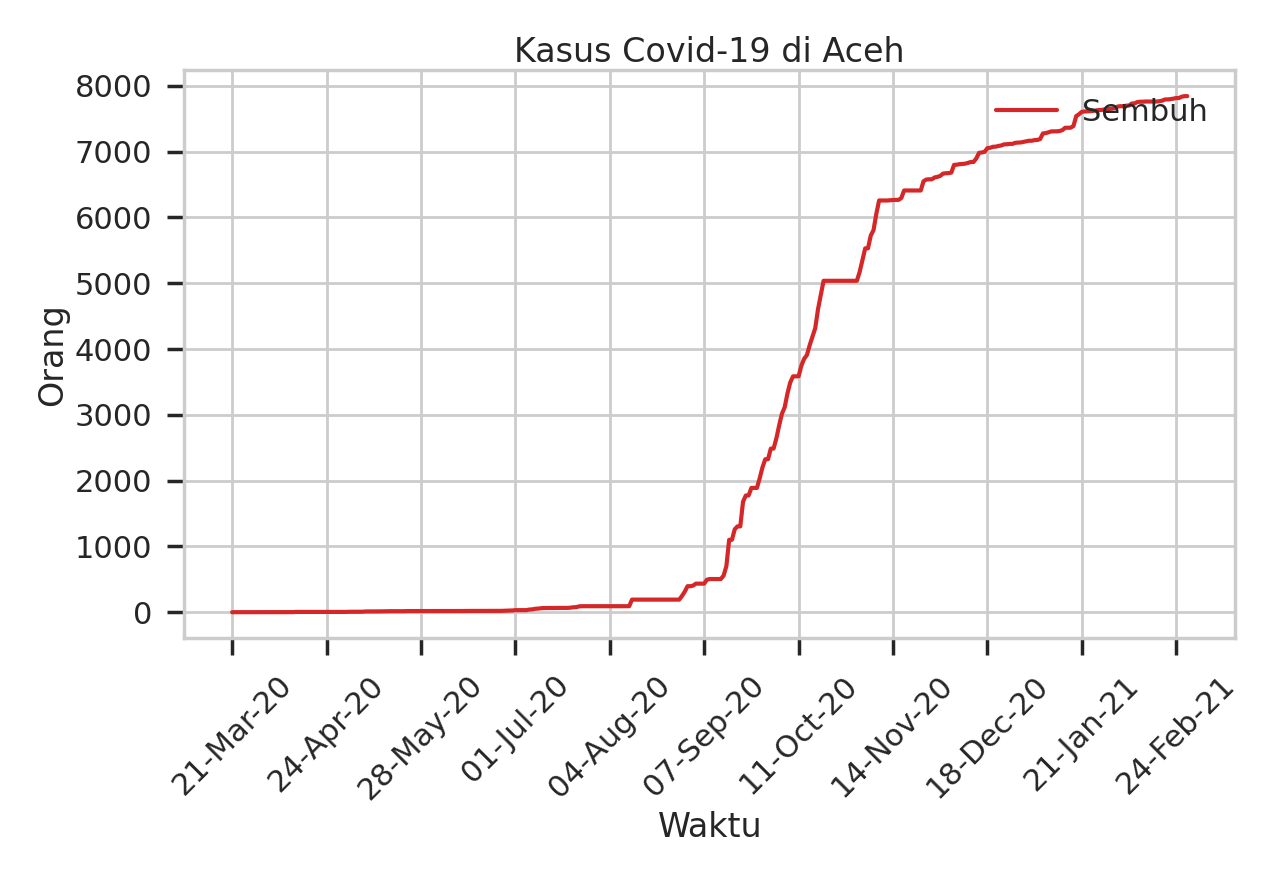 Kasus Covid-19 di Aceh
8000
7000
6000
5000
4000
3000
2000
1000
0
Orang
Sembuh
21-Mar-20
24-Apr-20
28-May-20
01-Jul-20
04-Aug-20
07-Sep-20
11-Oct-20
14-Nov-20
18-Dec-20
21-Jan-21
24-Feb-21
Waktu